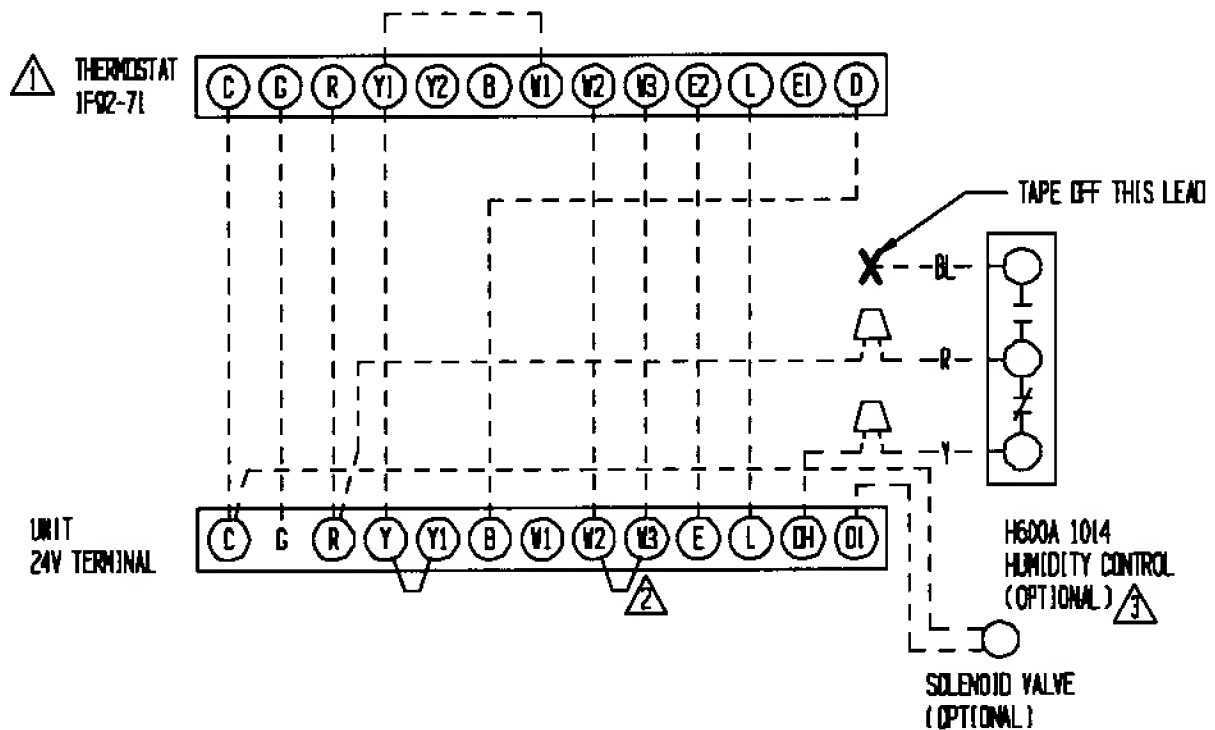 1
THERMOSTAT
1F92-71
C G R Y1 Y2 B W1 W2 W3 E2 L E1 O
TAPE OFF THIS LEAD
BL
R
Y
UNIT
24V TERMINAL
C G R Y Y1 B W1 W2 W3 E L DH D1
2
H600A 1014
HUMIDITY CONTROL
(OPTIONAL) 3
SOLENOID VALVE
(OPTIONAL)